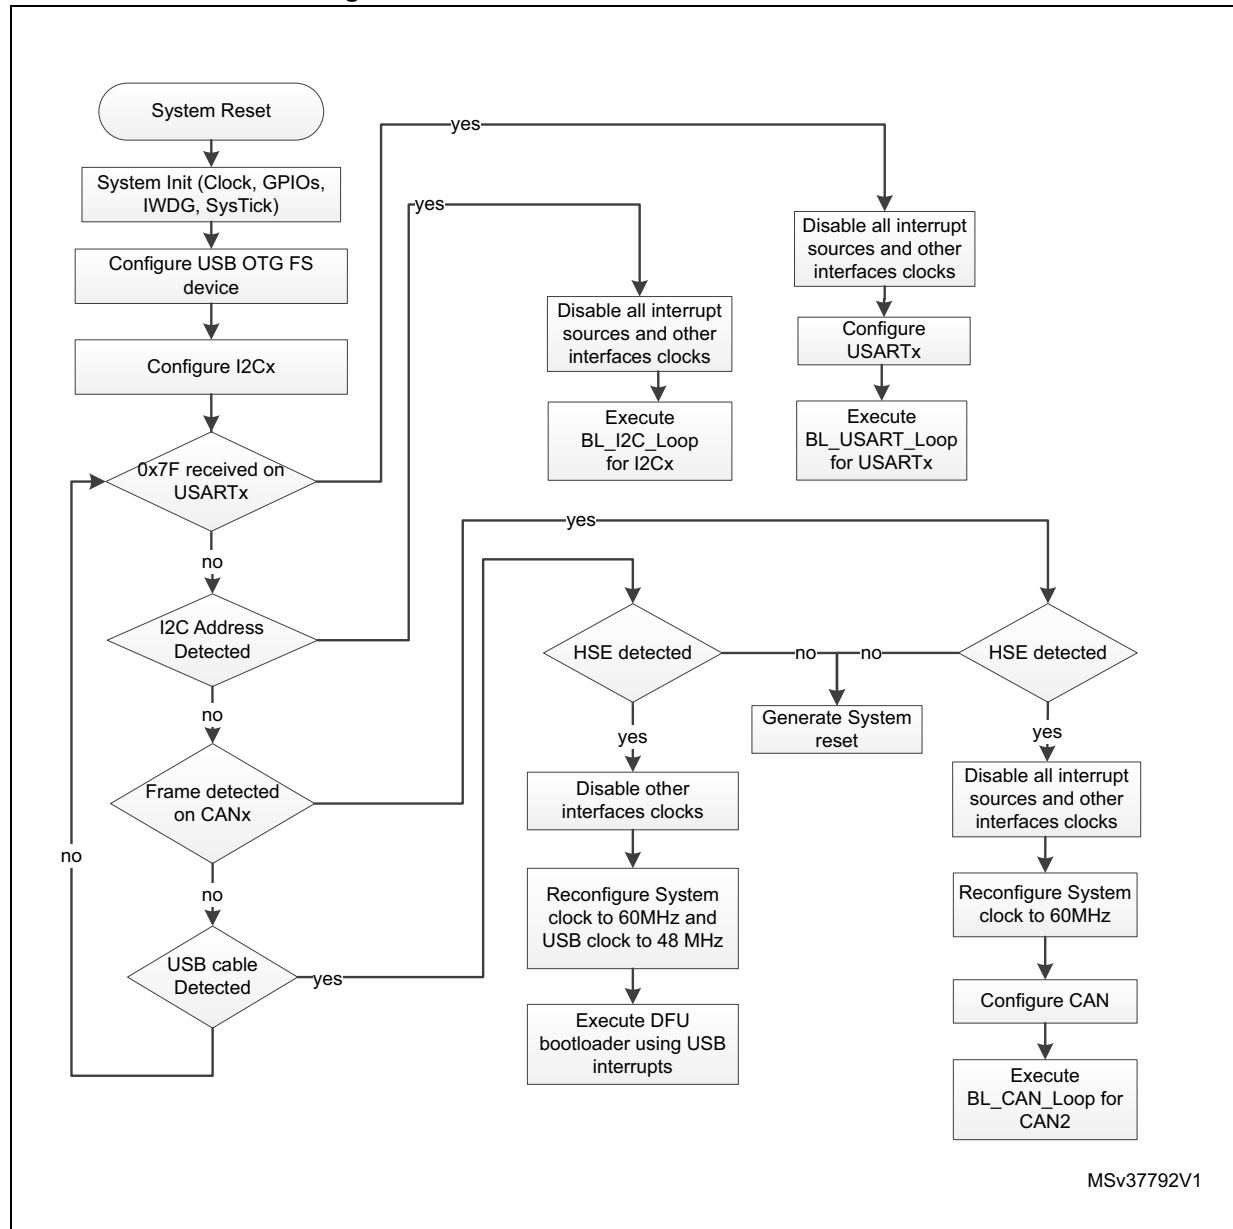 System Reset
System Init (Clock, GPIOs,
IWDG, SysTick)
Configure USB OTG FS
device
Configure I2Cx
0x7F received on
USARTx
yes
no
I2C Address
Detected
yes
no
Frame detected
on CANx
yes
no
USB cable
Detected
yes
no
Disable all interrupt
sources and other
interfaces clocks
Execute
BL_I2C_Loop
for I2Cx
Disable all interrupt
sources and other
interfaces clocks
Configure
USARTx
Execute
BL_USART_Loop
for USARTx
HSE detected
no
no
HSE detected
Generate System
reset
yes
Disable other
interfaces clocks
Reconfigure System
clock to 60MHz and
USB clock to 48 MHz
Execute DFU
bootloader using USB
interrupts
yes
Disable all interrupt
sources and other
interfaces clocks
Reconfigure System
clock to 60MHz
Configure CAN
Execute
BL_CAN_Loop for
CAN2
MSv37792V1